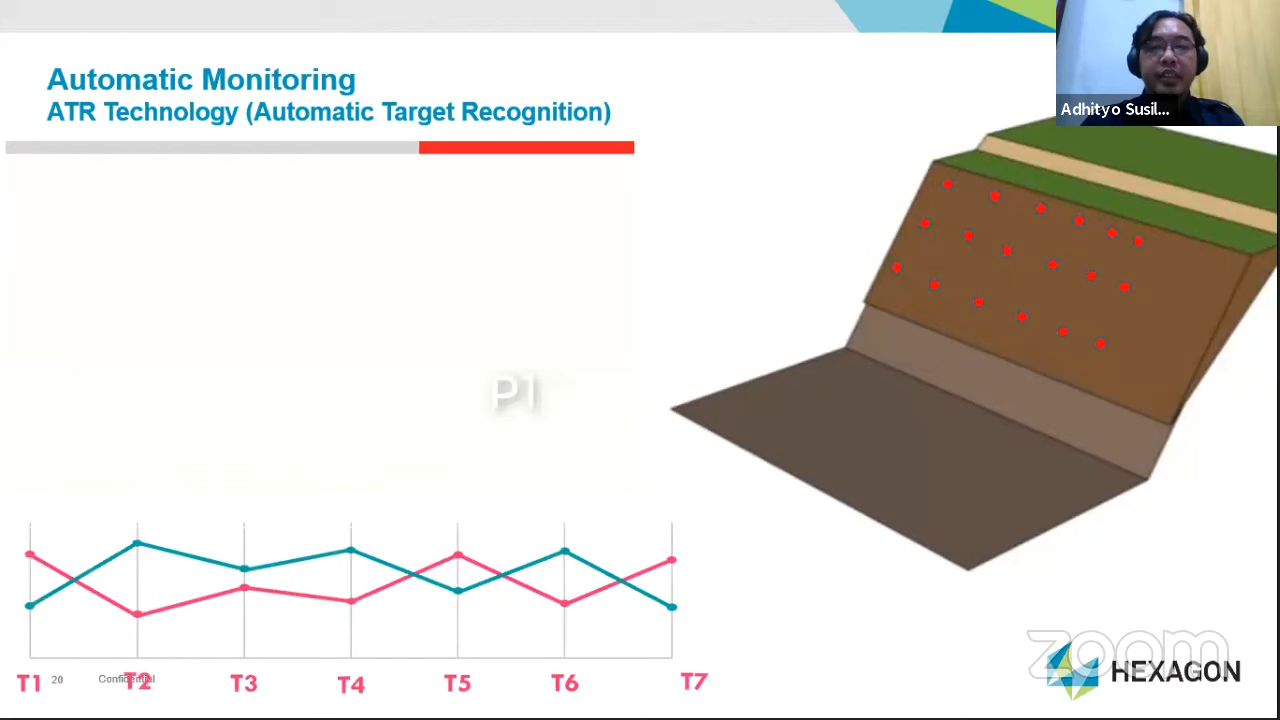 Automatic Monitoring
ATR Technology (Automatic Target Recognition)
Adhityo Susil...
P1
T1
T2
T3
T4
T5
T6
T7
20
Confidential
zoom
HEXAGON